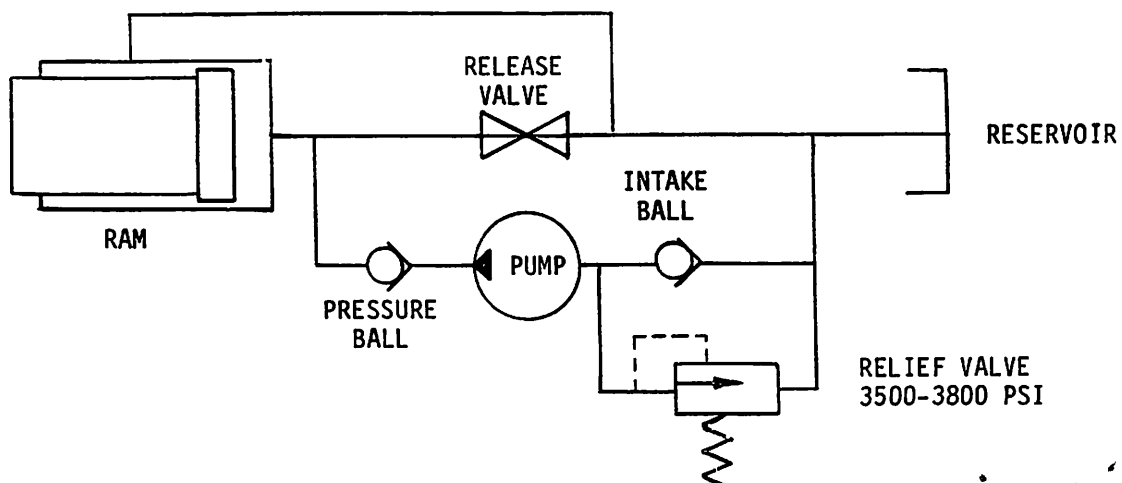 RELEASE
VALVE
RESERVOIR
INTAKE
BALL
RAM
PUMP
PRESSURE
BALL
RELIEF VALVE
3500-3800 PSI